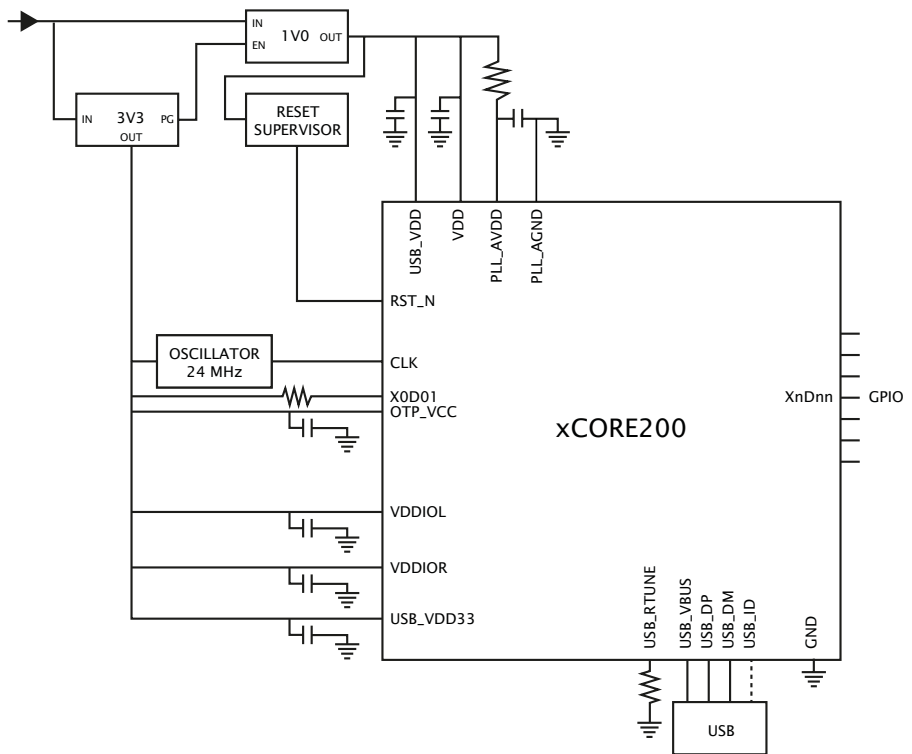 IN
1V0
OUT
EN
IN
3V3
PG
OUT
RESET
SUPERVISOR
USB_VDD
VDD
PLL_AVDD
PLL_AGND
RST_N
OSCILLATOR
24 MHz
CLK
X0D01
OTP_VCC
XnDnn
GPIO
xCORE200
VDDIOL
VDDIOR
USB_VDD33
USB_RTUNE
USB_VBUS
USB_DP
USB_DM
USB_ID
GND
USB